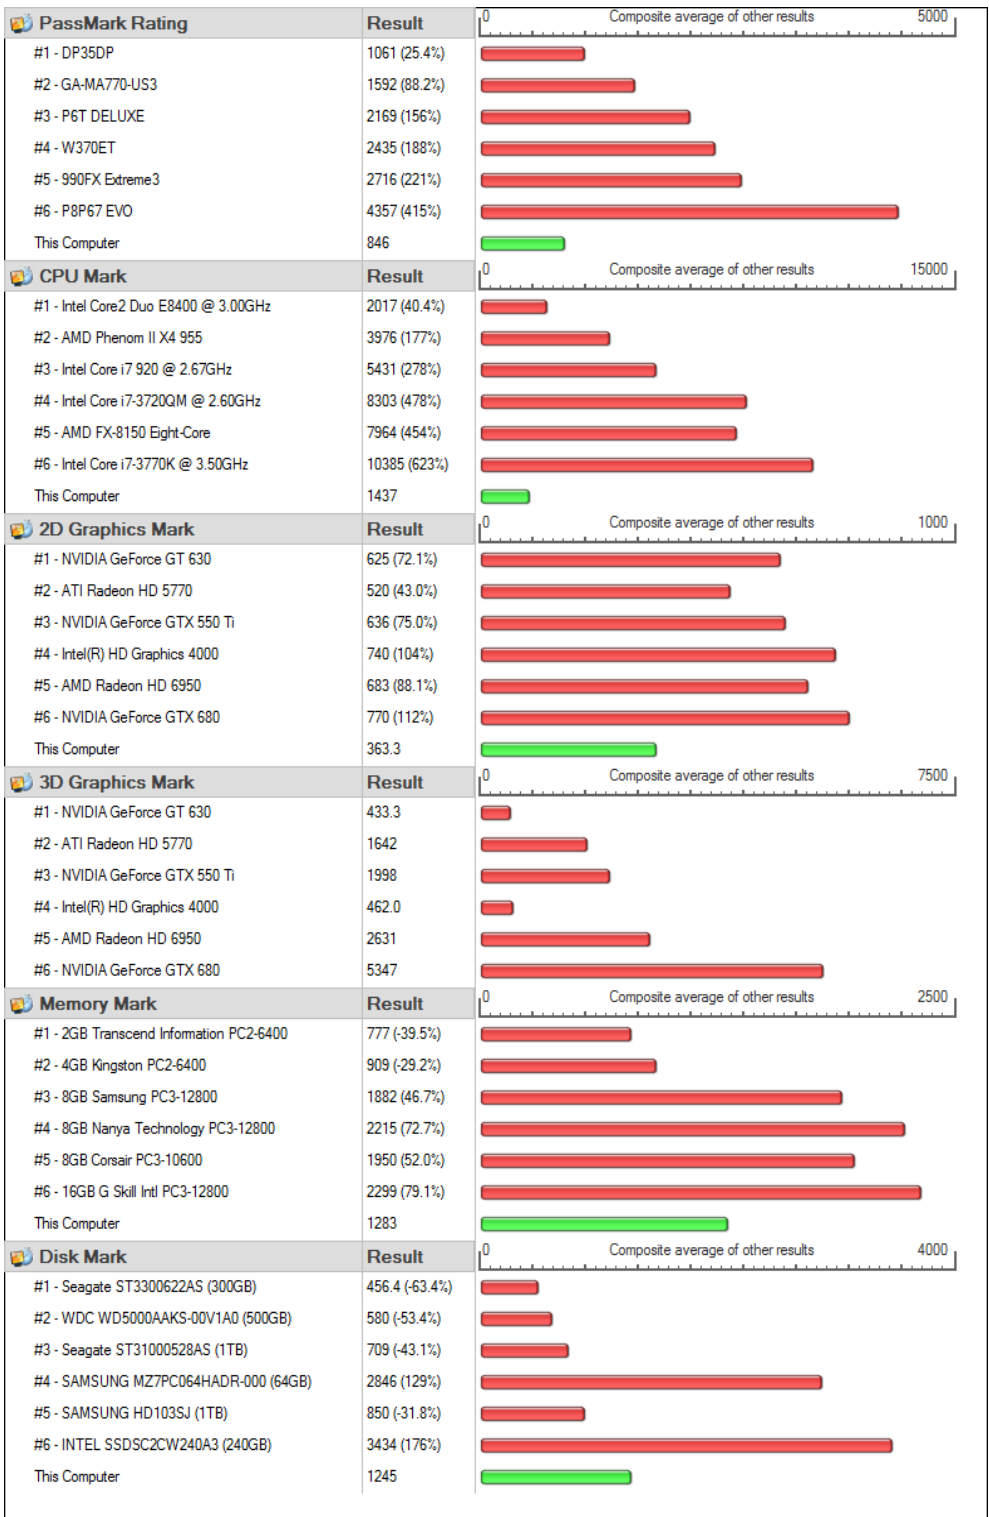 PassMark Rating Result 0 Composite average of other results 5000
#1 - DP35DP 1061 (25.4%)
#2 - GA-MA770-US3 1592 (88.2%)
#3 - P6T DELUXE 2169 (156%)
#4 - W370ET 2435 (188%)
#5 - 990FX Extreme3 2716 (221%)
#6 - P8P67 EVO 4357 (415%)
This Computer 846
CPU Mark Result 0 Composite average of other results 15000
#1 - Intel Core2 Duo E8400 @ 3.00GHz 2017 (40.4%)
#2 - AMD Phenom II X4 955 3976 (177%)
#3 - Intel Core i7 920 @ 2.67GHz 5431 (278%)
#4 - Intel Core i7-3720QM @ 2.60GHz 8303 (478%)
#5 - AMD FX-8150 Eight-Core 7964 (454%)
#6 - Intel Core i7-3770K @ 3.50GHz 10385 (623%)
This Computer 1437
2D Graphics Mark Result 0 Composite average of other results 1000
#1 - NVIDIA GeForce GT 630 625 (72.1%)
#2 - ATI Radeon HD 5770 520 (43.0%)
#3 - NVIDIA GeForce GTX 550 Ti 636 (75.0%)
#4 - Intel(R) HD Graphics 4000 740 (104%)
#5 - AMD Radeon HD 6950 683 (88.1%)
#6 - NVIDIA GeForce GTX 680 770 (112%)
This Computer 363.3
3D Graphics Mark Result 0 Composite average of other results 7500
#1 - NVIDIA GeForce GT 630 433.3
#2 - ATI Radeon HD 5770 1642
#3 - NVIDIA GeForce GTX 550 Ti 1998
#4 - Intel(R) HD Graphics 4000 462.0
#5 - AMD Radeon HD 6950 2631
#6 - NVIDIA GeForce GTX 680 5347
Memory Mark Result 0 Composite average of other results 2500
#1 - 2GB Transcend Information PC2-6400 777 (-39.5%)
#2 - 4GB Kingston PC2-6400 909 (-29.2%)
#3 - 8GB Samsung PC3-12800 1882 (46.7%)
#4 - 8GB Nanya Technology PC3-12800 2215 (72.7%)
#5 - 8GB Corsair PC3-10600 1950 (52.0%)
#6 - 16GB G Skill Intl PC3-12800 2299 (79.1%)
This Computer 1283
Disk Mark Result 0 Composite average of other results 4000
#1 - Seagate ST3300622AS (300GB) 456.4 (-63.4%)
#2 - WDC WD5000AAKS-00V1A0 (500GB) 580 (-53.4%)
#3 - Seagate ST31000528AS (1TB) 709 (-43.1%)
#4 - SAMSUNG MZ7PC064HADR-000 (64GB) 2846 (129%)
#5 - SAMSUNG HD103SJ (1TB) 850 (-31.8%)
#6 - INTEL SSDSC2CW240A3 (240GB) 3434 (176%)
This Computer 1245